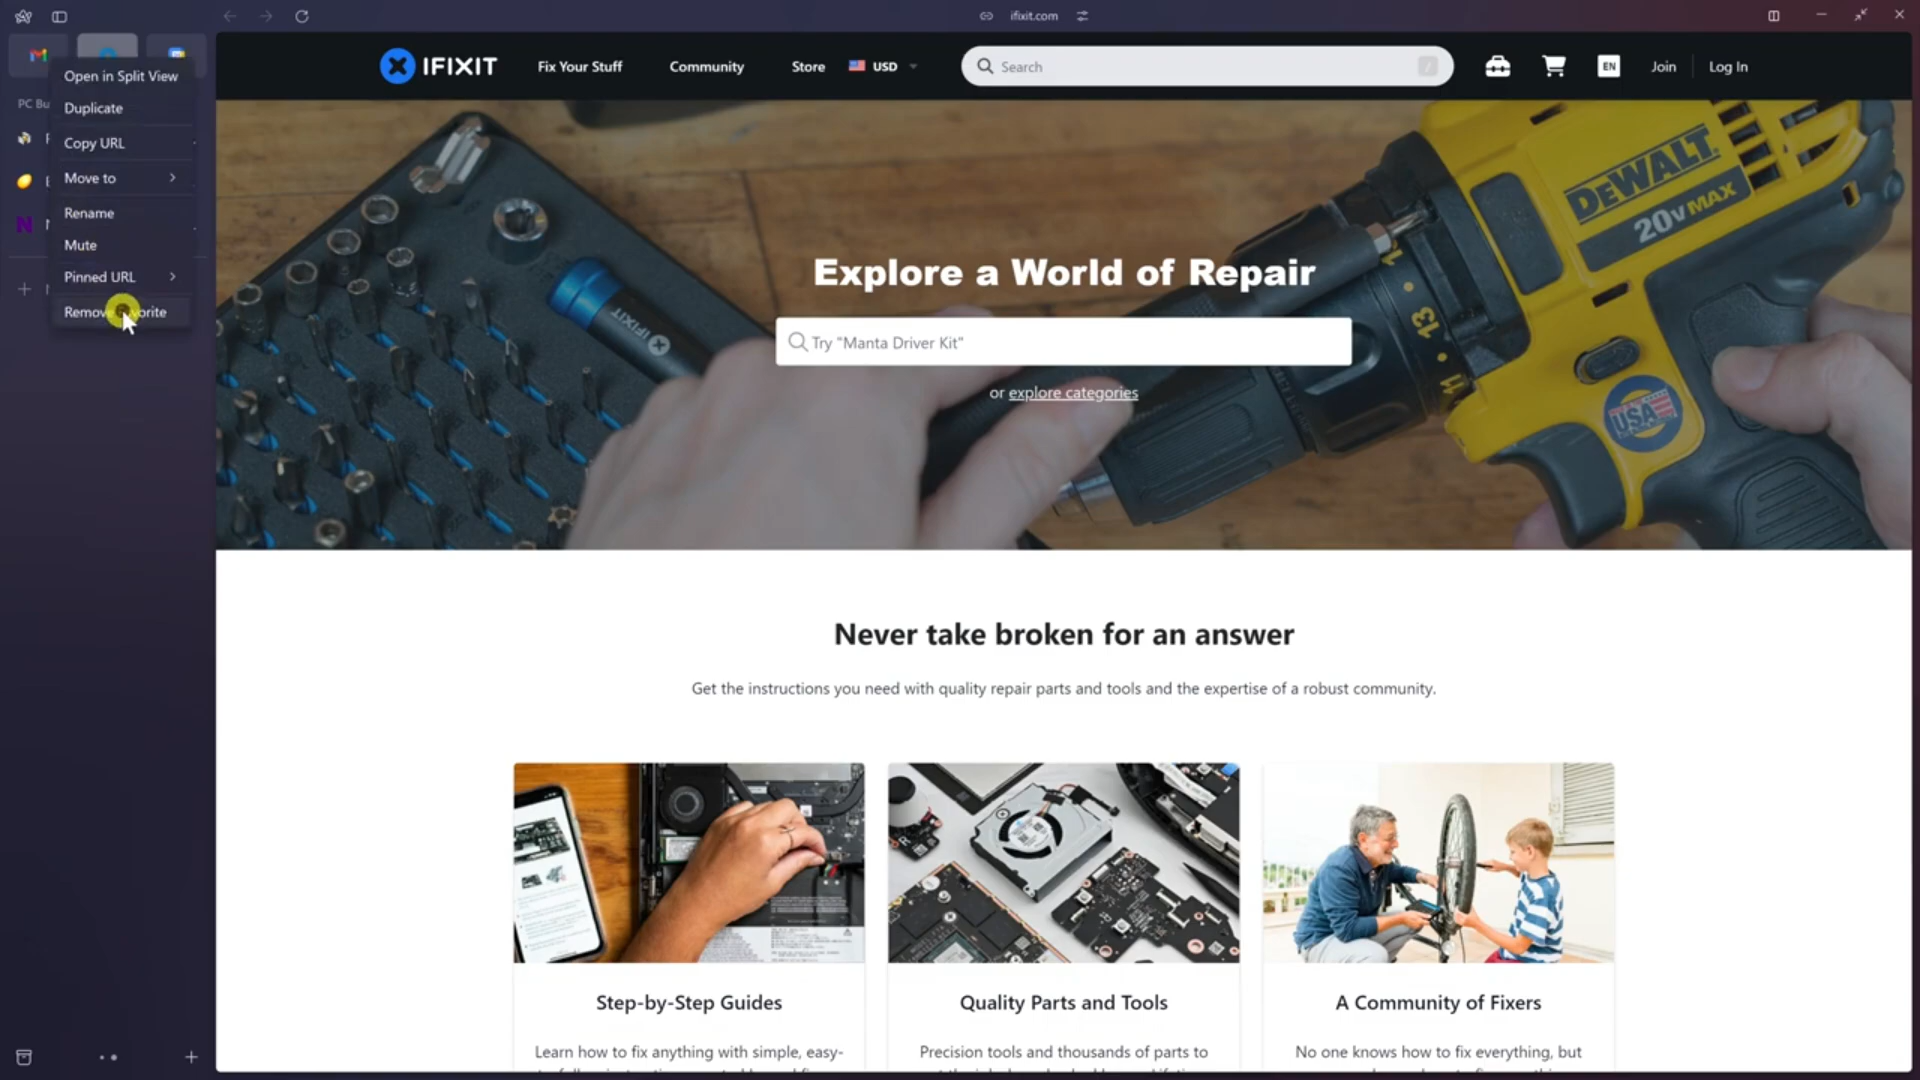 ifixit.com
Open in Split View
Duplicate
Copy URL
Move to
Rename
Mute
Pinned URL
Remove
PC Bu
IFIXIT
Fix Your Stuff
Community
Store
USD
Search
/
EN
Join
Log In
DEWALT
20V MAX
IFIXIT
13
11
USA
Explore a World of Repair
Try "Manta Driver Kit"
or explore categories
Never take broken for an answer
Get the instructions you need with quality repair parts and tools and the expertise of a robust community.
Step-by-Step Guides
Quality Parts and Tools
A Community of Fixers
Learn how to fix anything with simple, easy-
Precision tools and thousands of parts to
No one knows how to fix everything, but